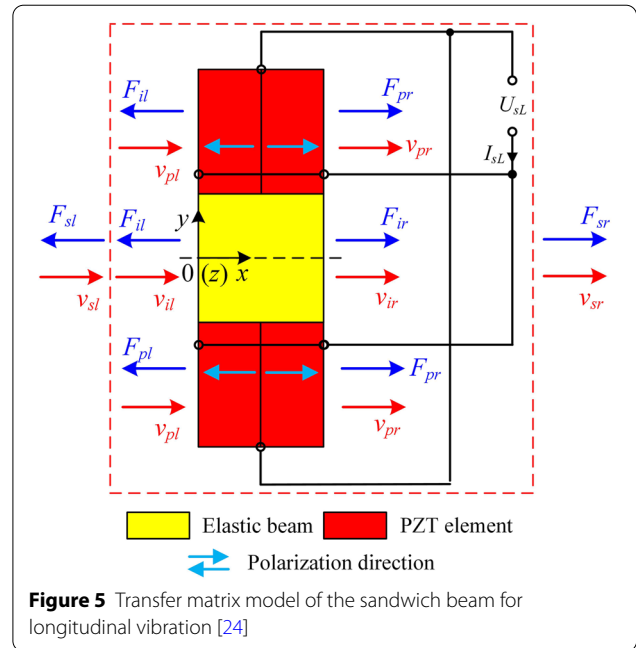 F_il F_pr
U_sL
v_pl v_pr
I_sL
F_sl F_il y F_ir F_sr
0 (z) x
v_sl v_il v_ir v_sr
F_pl F_pr
v_pl v_pr
Elastic beam PZT element
Polarization direction
Figure 5 Transfer matrix model of the sandwich beam for
longitudinal vibration [24]